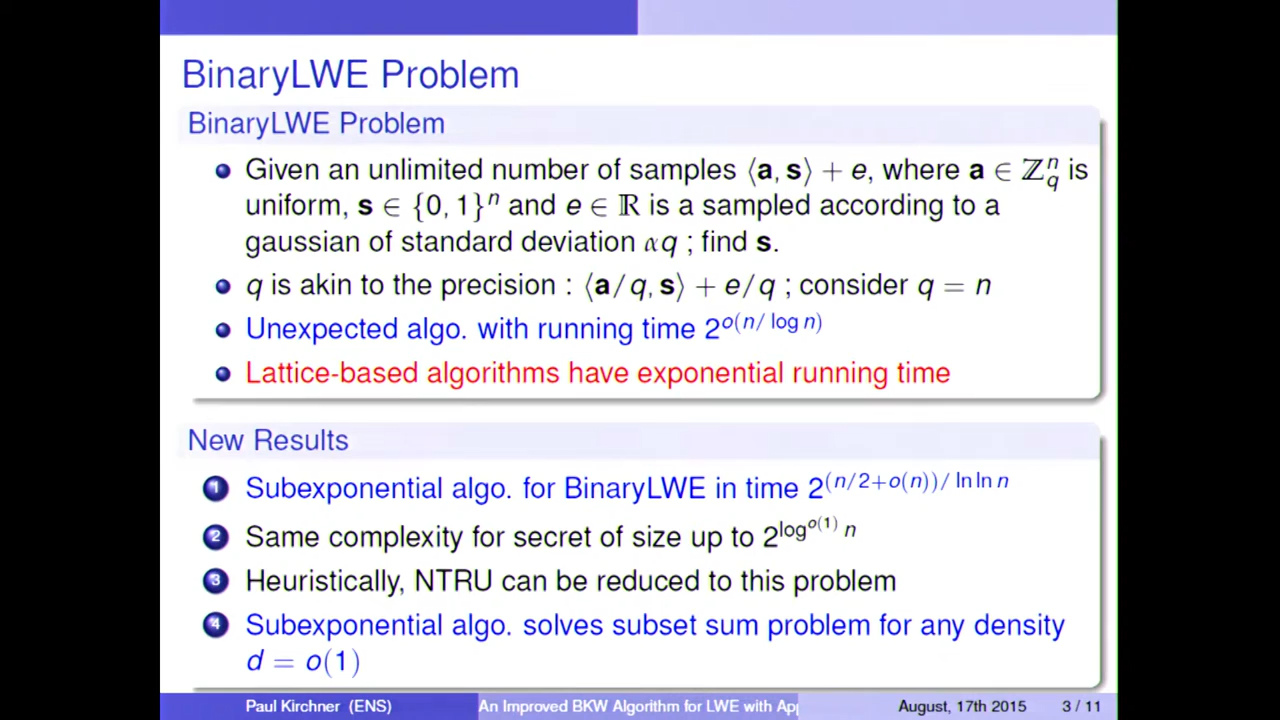 BinaryLWE Problem
BinaryLWE Problem
Given an unlimited number of samples ⟨a, s⟩ + e, where a ∈ ℤ_q^n is
uniform, s ∈ {0, 1}^n and e ∈ ℝ is a sampled according to a
gaussian of standard deviation αq ; find s.
q is akin to the precision : ⟨a/q, s⟩ + e/q ; consider q = n
Unexpected algo. with running time 2^{o(n/ log n)}
Lattice-based algorithms have exponential running time
New Results
1 Subexponential algo. for BinaryLWE in time 2^{(n/2+o(n))/ ln ln n}
2 Same complexity for secret of size up to 2^{log^{o(1)} n}
3 Heuristically, NTRU can be reduced to this problem
4 Subexponential algo. solves subset sum problem for any density
d = o(1)
Paul Kirchner (ENS) An Improved BKW Algorithm for LWE with App August, 17th 2015 3 / 11